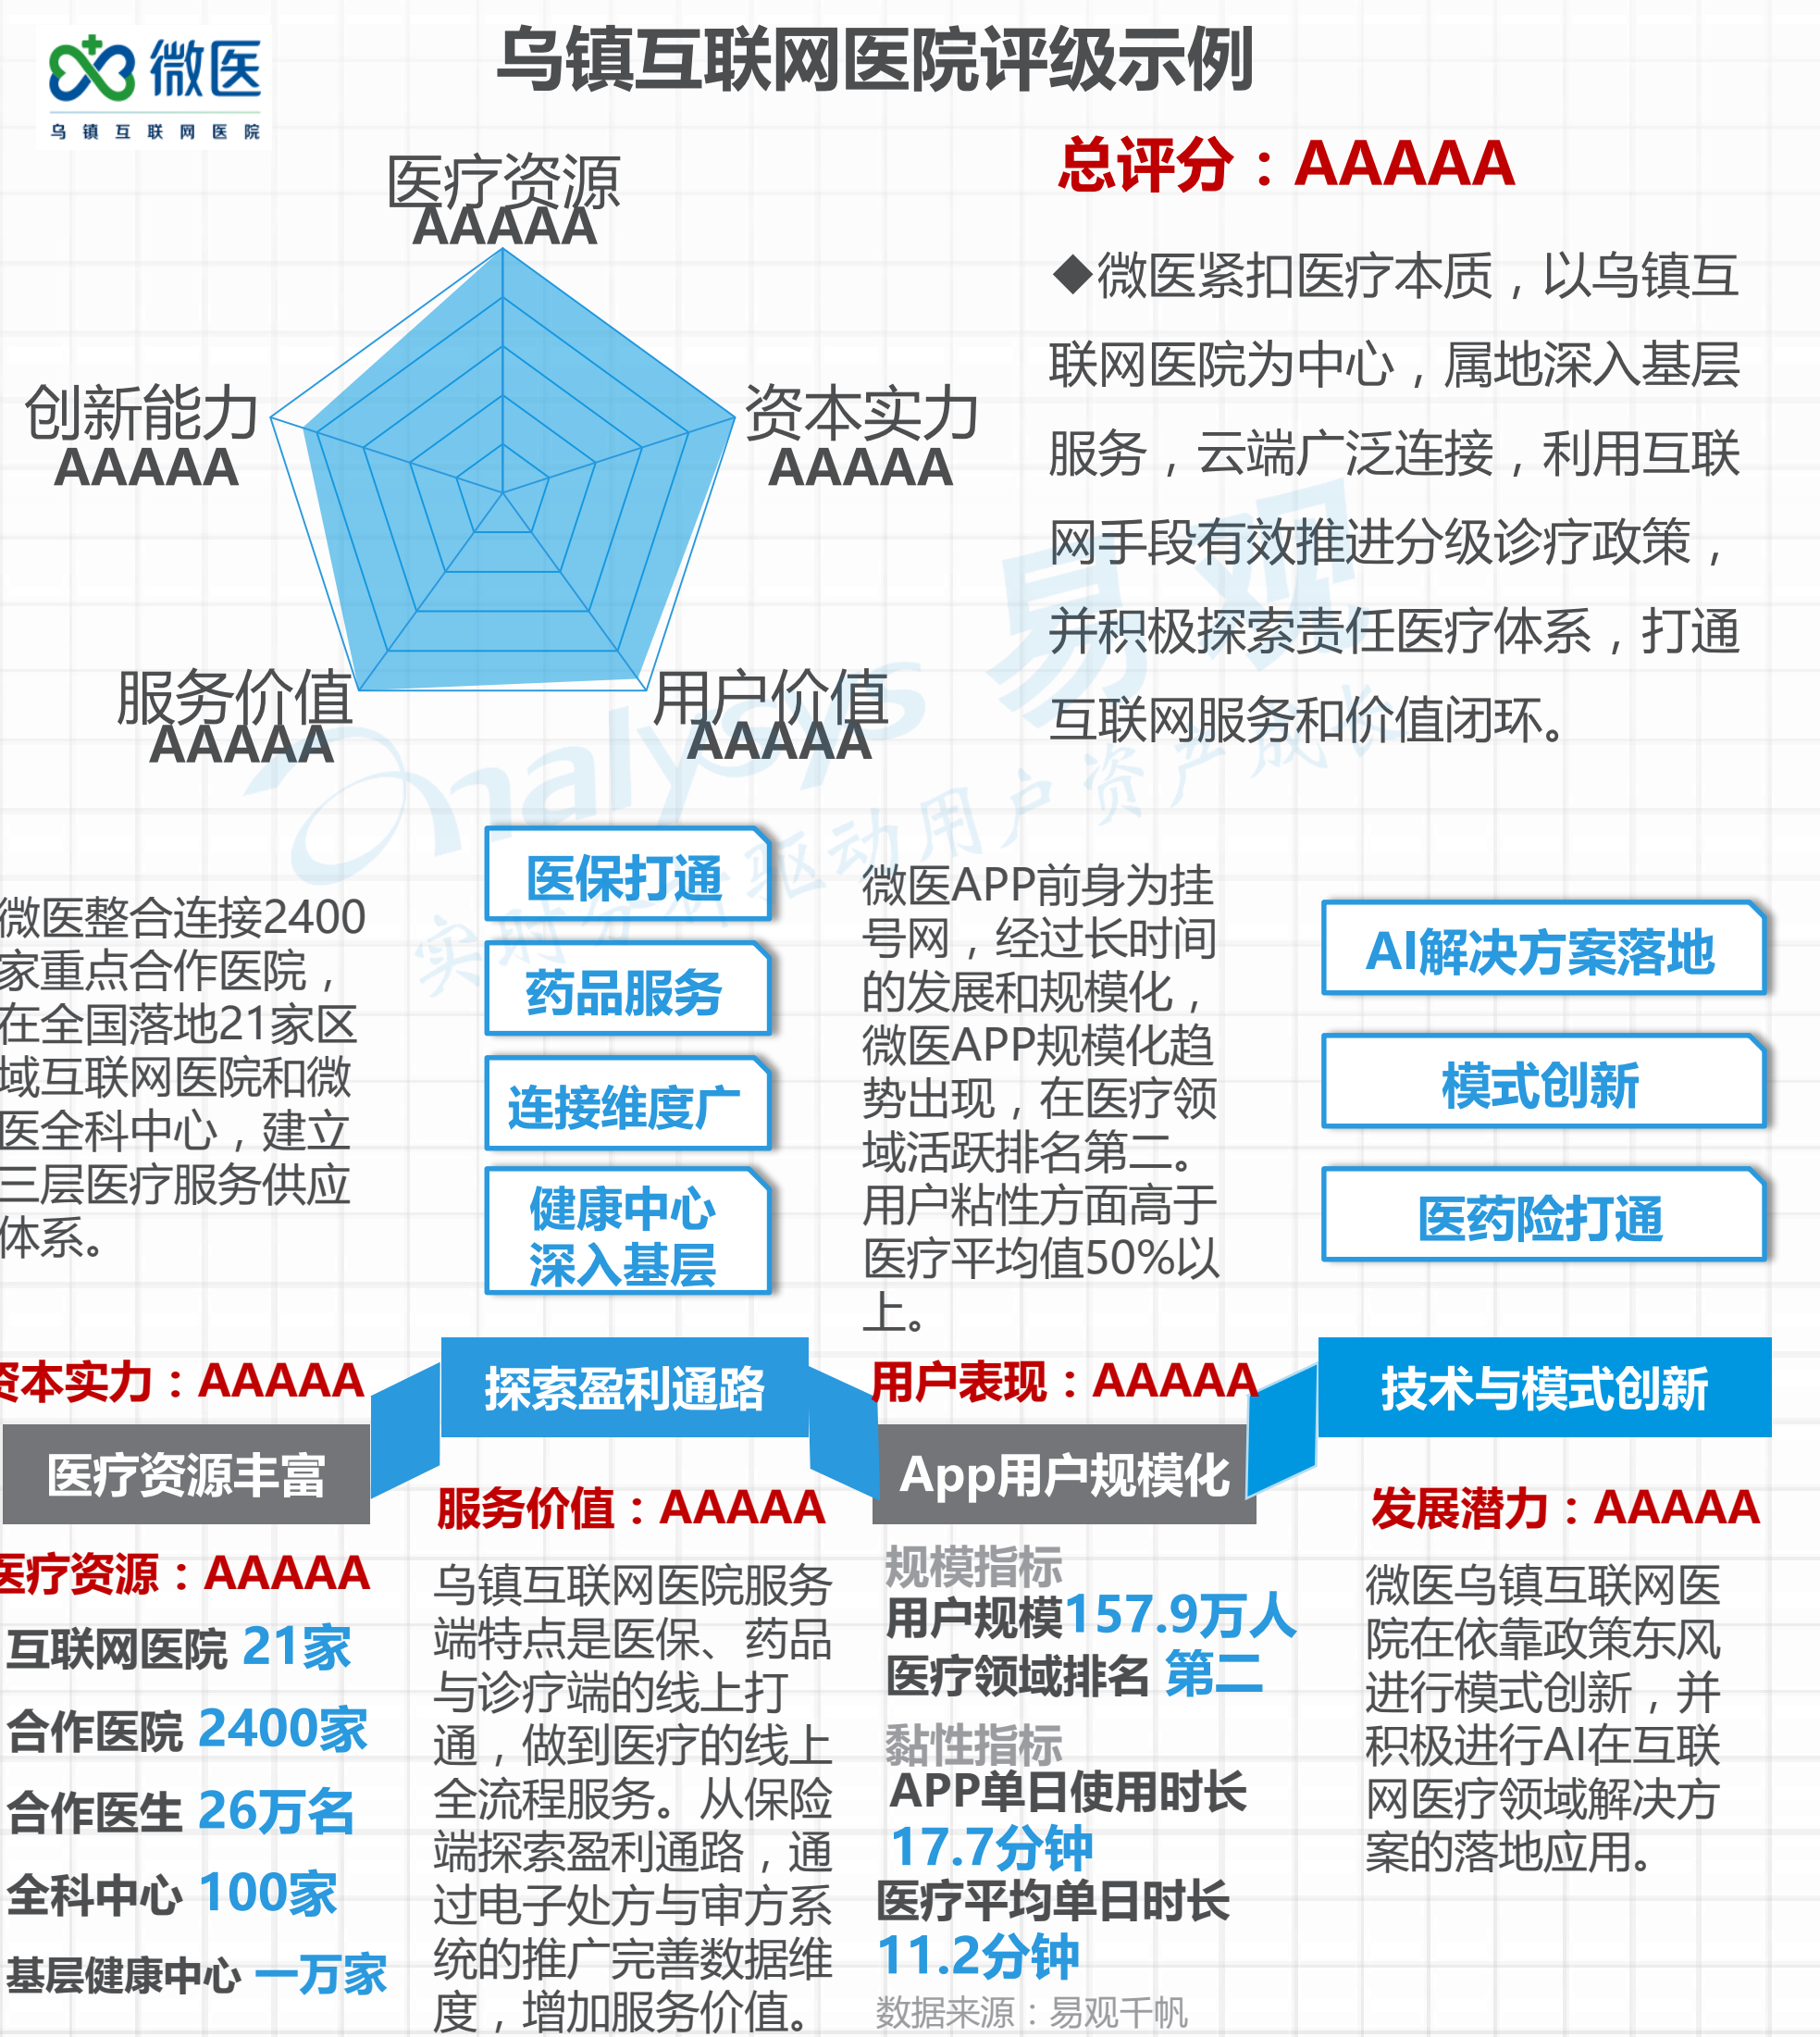 微医
乌镇互联网医院
乌镇互联网医院评级示例
总评分：AAAAA
医疗资源
AAAAA
创新能力
AAAAA
资本实力
AAAAA
服务价值
AAAAA
用户价值
AAAAA
◆微医紧扣医疗本质，以乌镇互
联网医院为中心，属地深入基层
服务，云端广泛连接，利用互联
网手段有效推进分级诊疗政策，
并积极探索责任医疗体系，打通
互联网服务和价值闭环。
analysys 易观
实时分析驱动用户资产成长
微医整合连接2400
家重点合作医院，
在全国落地21家区
域互联网医院和微
医全科中心，建立
三层医疗服务供应
体系。
资本实力：AAAAA
医疗资源丰富
医疗资源：AAAAA
互联网医院 21家
合作医院 2400家
合作医生 26万名
全科中心 100家
基层健康中心 一万家
医保打通
药品服务
连接维度广
健康中心
深入基层
探索盈利通路
服务价值：AAAAA
乌镇互联网医院服务
端特点是医保、药品
与诊疗端的线上打
通，做到医疗的线上
全流程服务。从保险
端探索盈利通路，通
过电子处方与审方系
统的推广完善数据维
度，增加服务价值。
微医APP前身为挂
号网，经过长时间
的发展和规模化，
微医APP规模化趋
势出现，在医疗领
域活跃排名第二。
用户粘性方面高于
医疗平均值50%以
上。
用户表现：AAAAA
App用户规模化
规模指标
用户规模157.9万人
医疗领域排名 第二
黏性指标
APP单日使用时长
17.7分钟
医疗平均单日时长
11.2分钟
数据来源：易观千帆
AI解决方案落地
模式创新
医药险打通
技术与模式创新
发展潜力：AAAAA
微医乌镇互联网医
院在依靠政策东风
进行模式创新，并
积极进行AI在互联
网医疗领域解决方
案的落地应用。